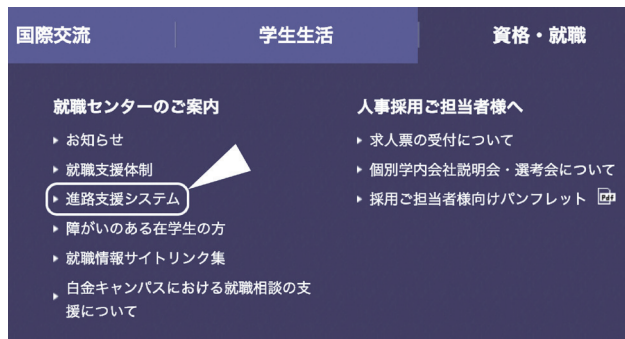 国際交流
学生生活
資格・就職
就職センターのご案内
お知らせ
就職支援体制
進路支援システム
障がいのある在学生の方
就職情報サイトリンク集
白金キャンパスにおける就職相談の支
援について
人事採用ご担当者様へ
求人票の受付について
個別学内会社説明会・選考会について
採用ご担当者様向けパンフレット